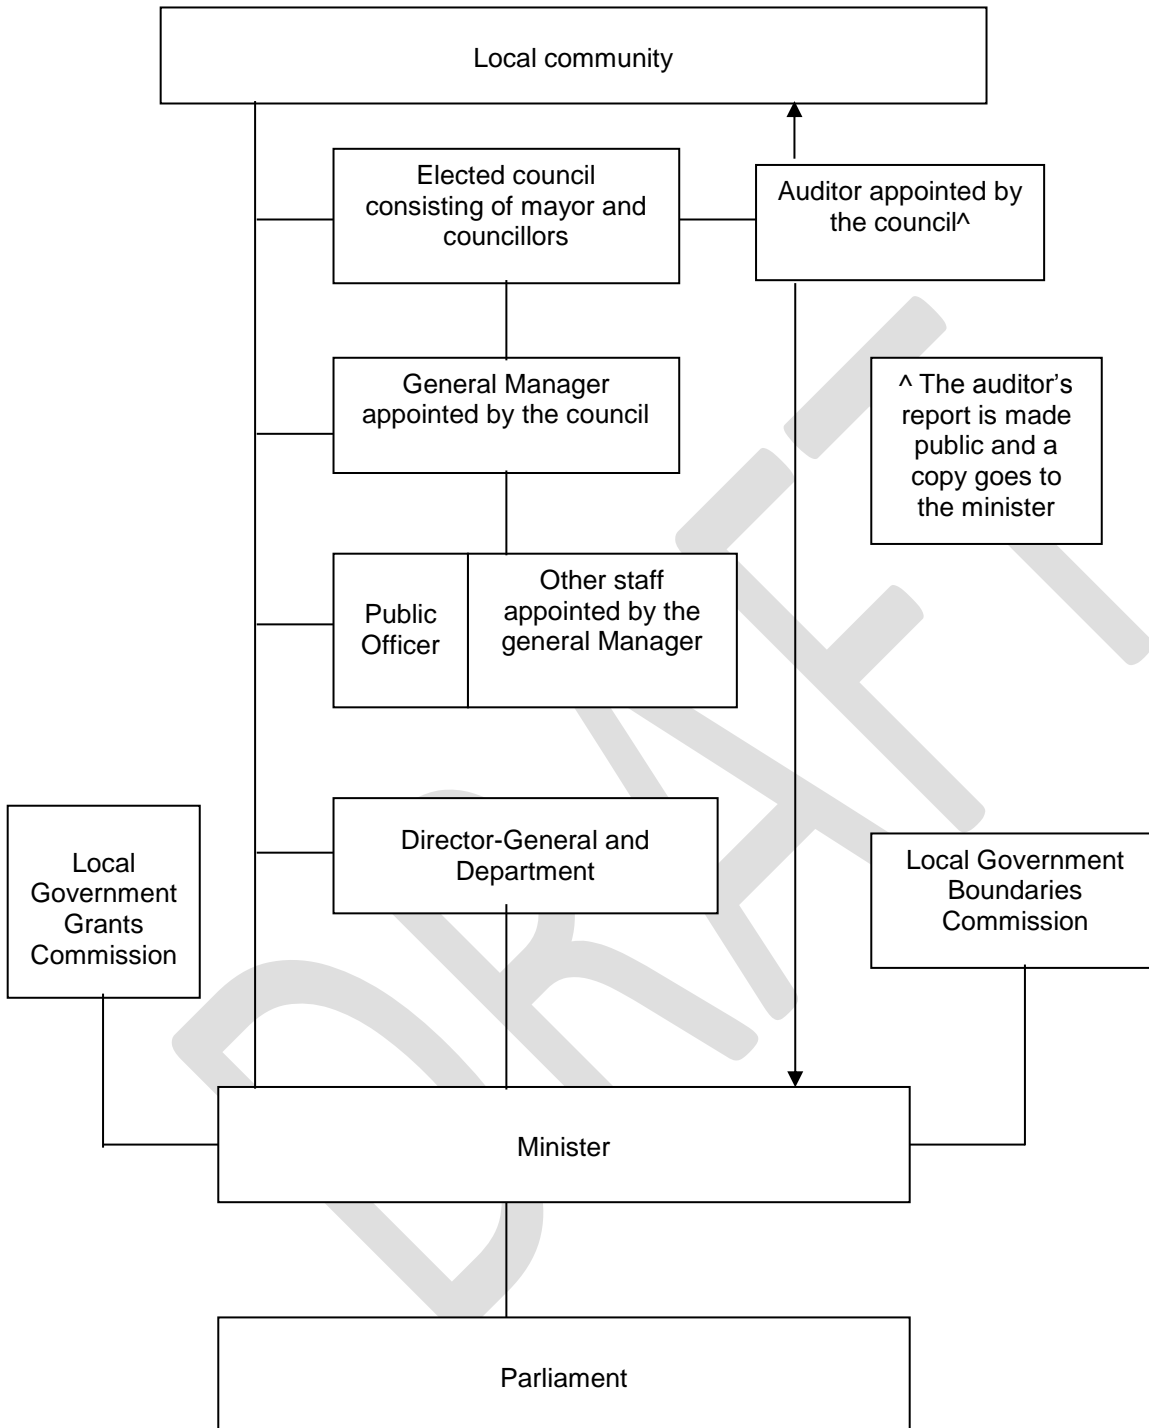 Local community
Elected council
consisting of mayor and
councillors
Auditor appointed by
the council^
General Manager
appointed by the council
^ The auditor’s
report is made
public and a
copy goes to
the minister
Public
Officer
Other staff
appointed by the
general Manager
Local
Government
Grants
Commission
Director-General and
Department
Local Government
Boundaries
Commission
Minister
Parliament
DRAFT